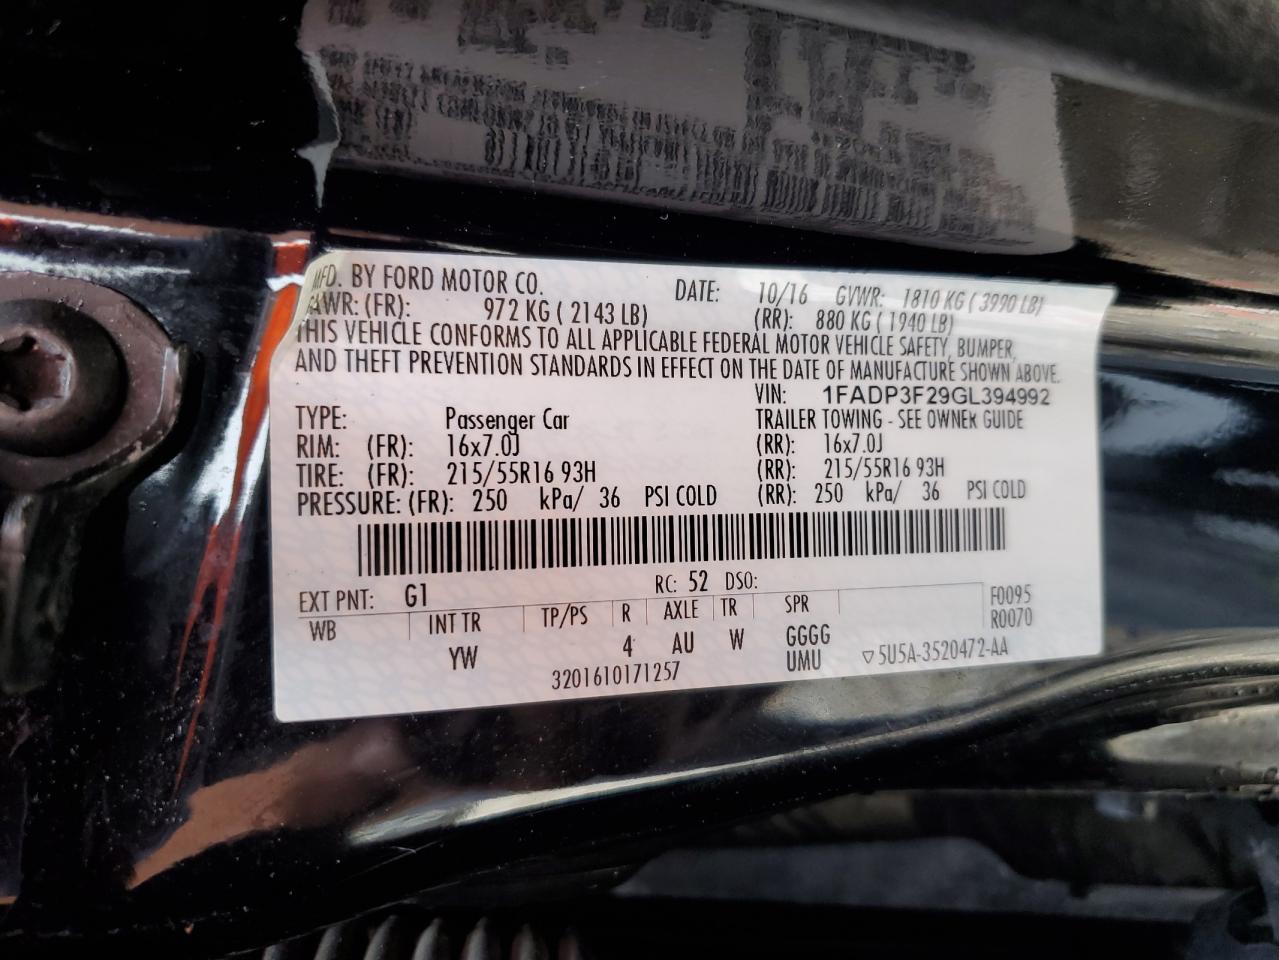 MFD. BY FORD MOTOR CO. DATE: 10/16 GVWR: 1810 KG ( 3990 LB)
GAWR: (FR): 972 KG ( 2143 LB) (RR): 880 KG ( 1940 LB)
THIS VEHICLE CONFORMS TO ALL APPLICABLE FEDERAL MOTOR VEHICLE SAFETY, BUMPER,
AND THEFT PREVENTION STANDARDS IN EFFECT ON THE DATE OF MANUFACTURE SHOWN ABOVE.
VIN: 1FADP3F29GL394992
TYPE: Passenger Car TRAILER TOWING - SEE OWNER GUIDE
RIM: (FR): 16x7.0J (RR): 16x7.0J
TIRE: (FR): 215/55R16 93H (RR): 215/55R16 93H
PRESSURE: (FR): 250 kPa/ 36 PSI COLD (RR): 250 kPa/ 36 PSI COLD
EXT PNT: G1 RC: 52 DSO:
WB INT TR TP/PS R AXLE TR SPR F0095
R0070
YW 4 AU W GGGG
UMU ▽5U5A-3520472-AA
3201610171257